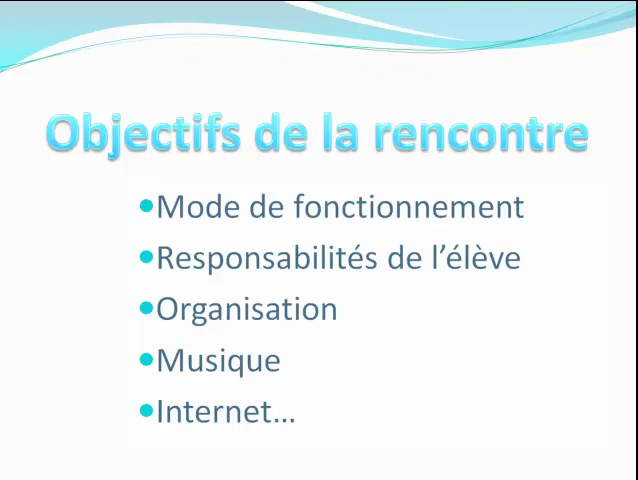 Objectifs de la rencontre
•Mode de fonctionnement
•Responsabilités de l’élève
•Organisation
•Musique
•Internet…